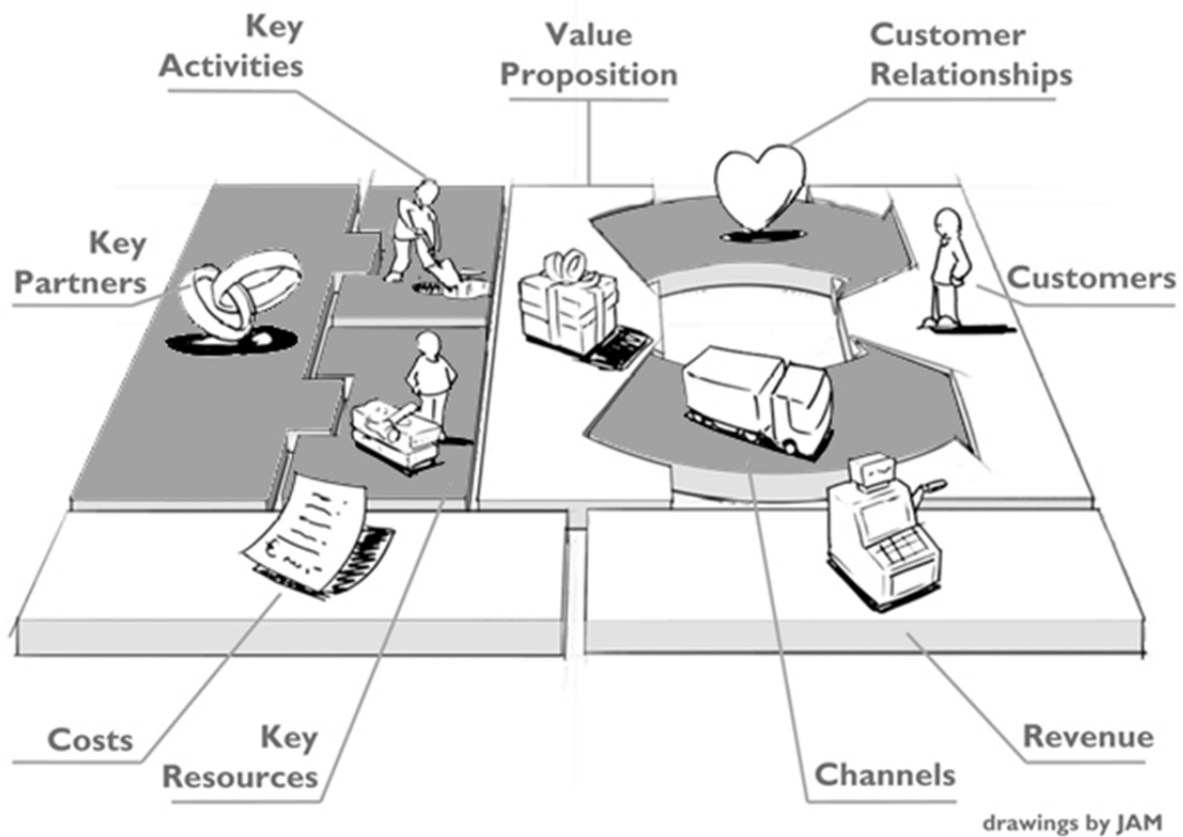 Key
Activities
Value
Proposition
Customer
Relationships
Key
Partners
Customers
Costs
Key
Resources
Channels
Revenue
drawings by JAM